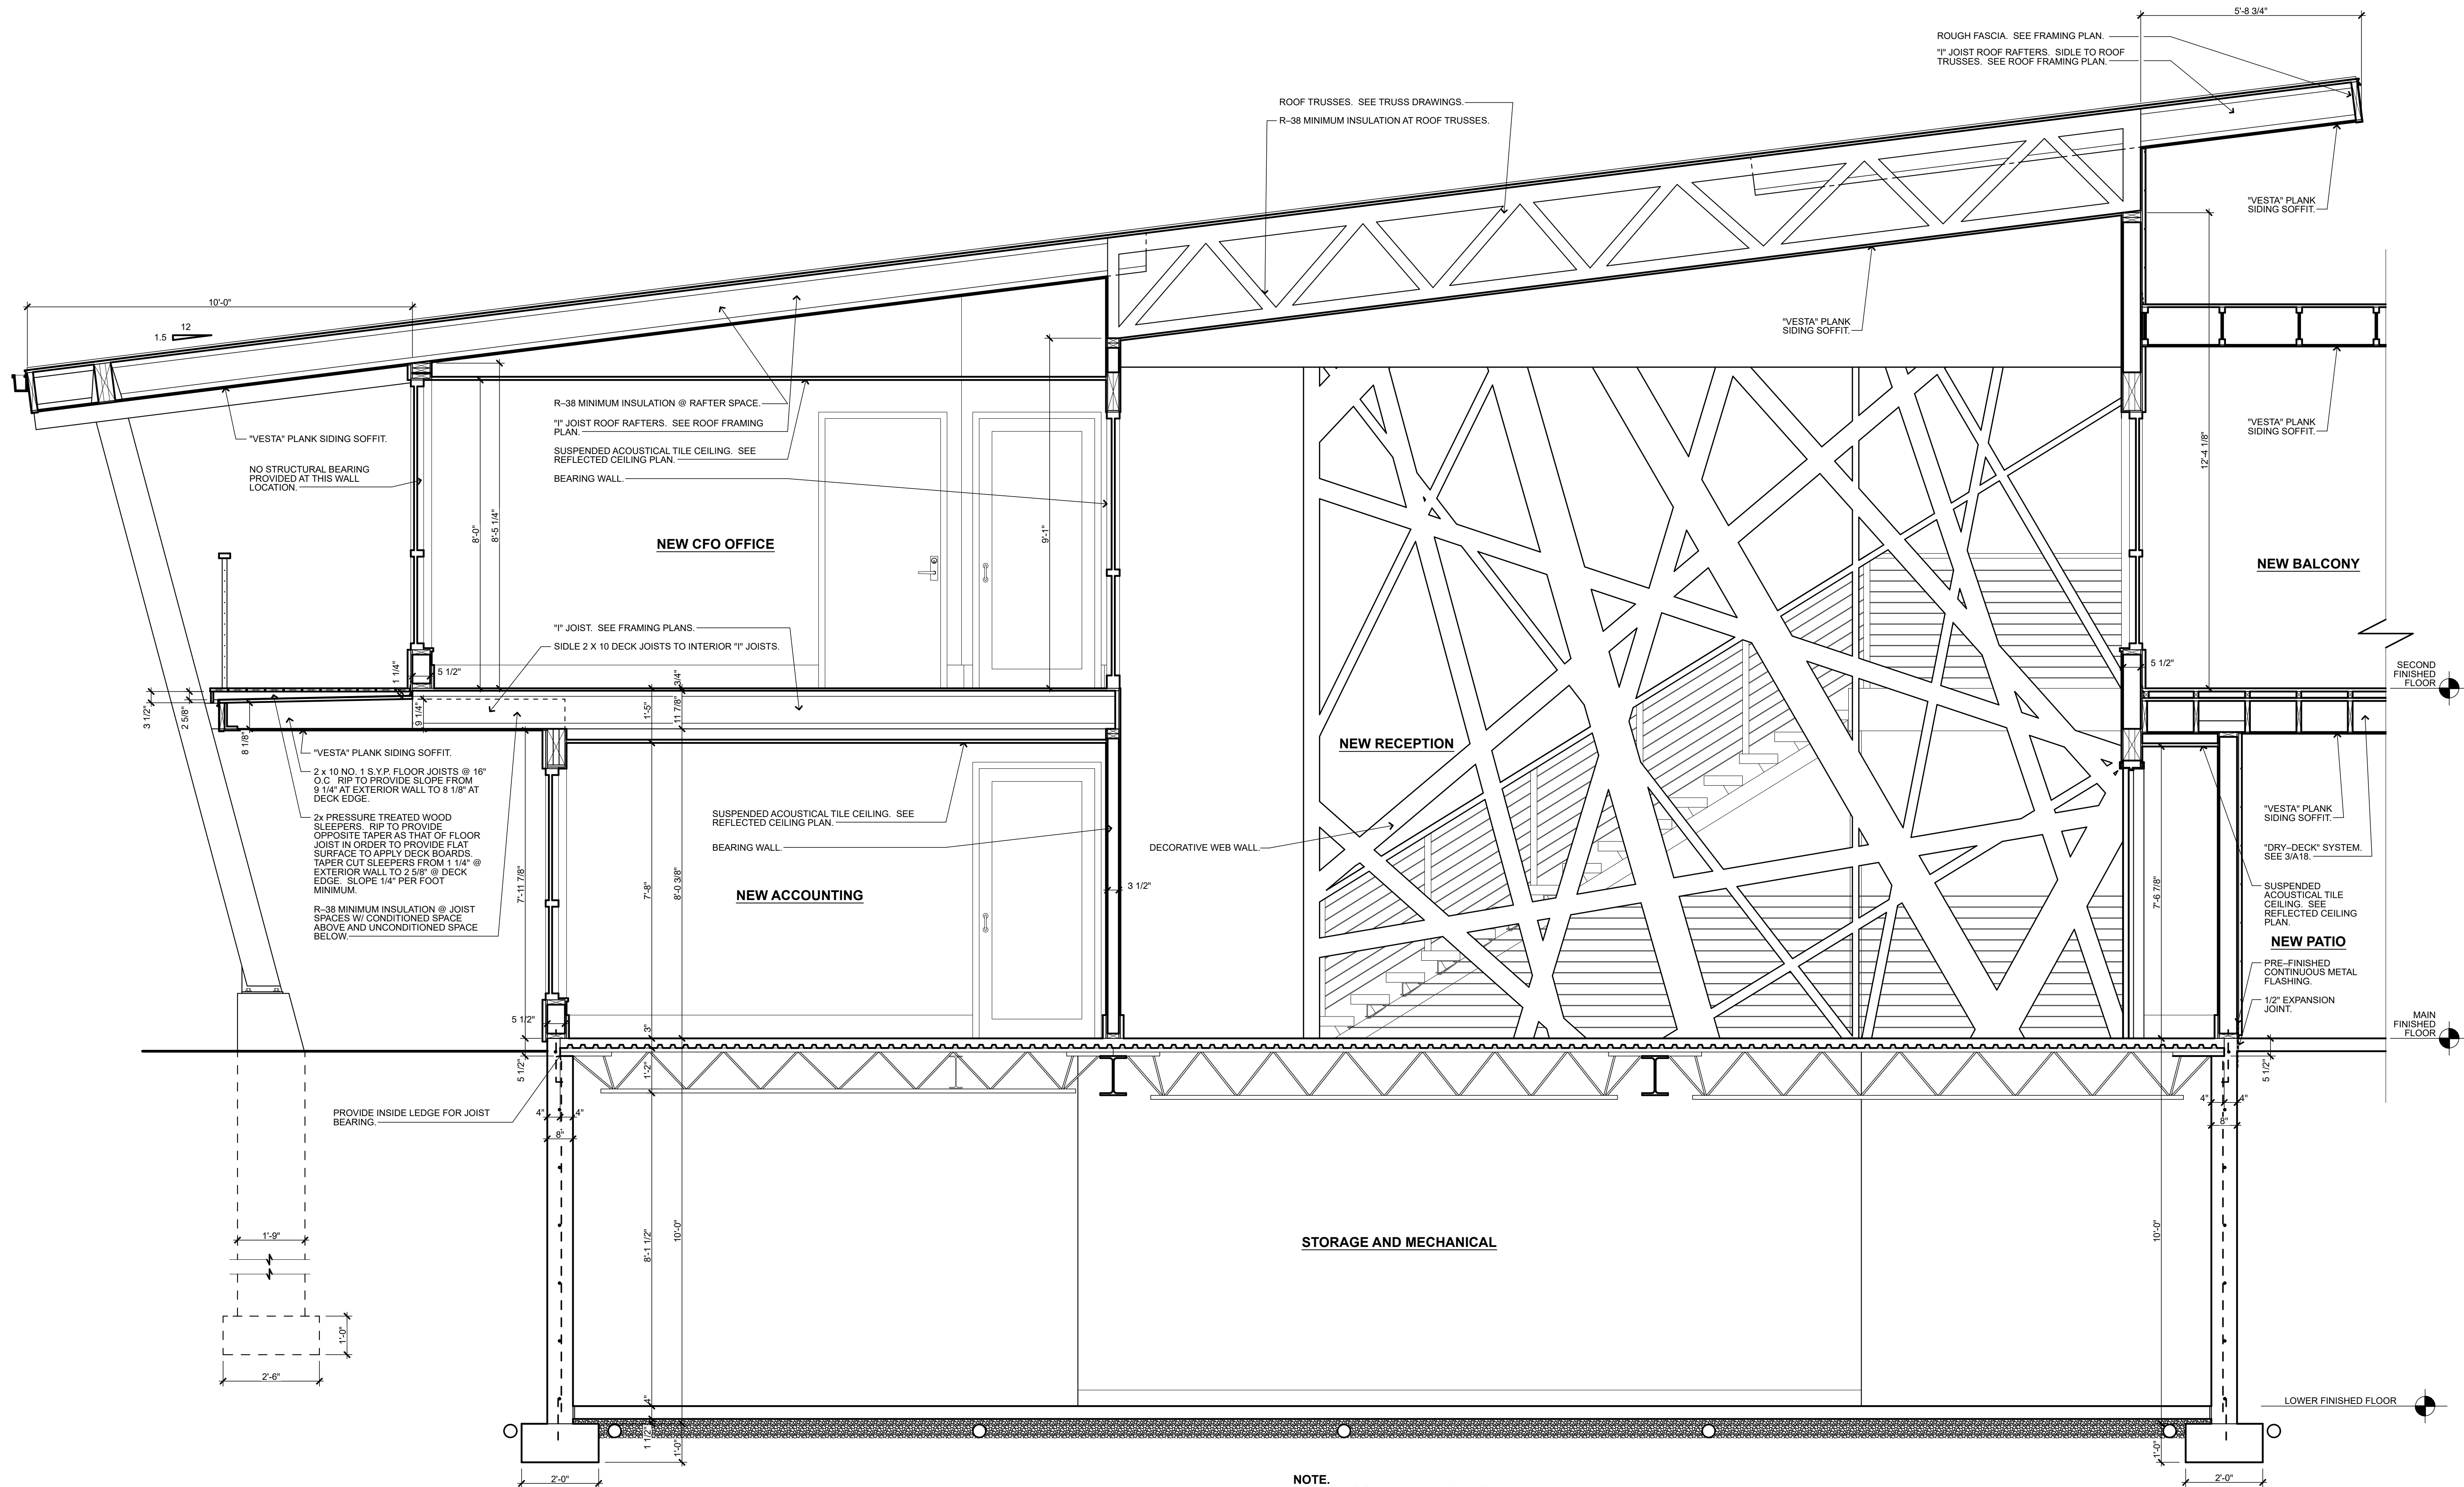 5'-8 3/4"
ROUGH FASCIA.  SEE FRAMING PLAN.
"I" JOIST ROOF RAFTERS.  SIDLE TO ROOF
TRUSSES.  SEE ROOF FRAMING PLAN.
ROOF TRUSSES.  SEE TRUSS DRAWINGS.
R–38 MINIMUM INSULATION AT ROOF TRUSSES.
"VESTA" PLANK
SIDING SOFFIT.
10'-0"
12
1.5
"VESTA" PLANK
SIDING SOFFIT.
R–38 MINIMUM INSULATION @ RAFTER SPACE.
"I" JOIST ROOF RAFTERS.  SEE ROOF FRAMING
PLAN.
SUSPENDED ACOUSTICAL TILE CEILING.  SEE
REFLECTED CEILING PLAN.
BEARING WALL.
"VESTA" PLANK SIDING SOFFIT.
NO STRUCTURAL BEARING
PROVIDED AT THIS WALL
LOCATION.
"VESTA" PLANK
SIDING SOFFIT.
12'-4 1/8"
8'-0"
8'-5 1/4"
9'-1"
NEW CFO OFFICE
NEW BALCONY
"I" JOIST.  SEE FRAMING PLANS.
SIDLE 2 X 10 DECK JOISTS TO INTERIOR "I" JOISTS.
1 1/4"
5 1/2"
3/4"
5 1/2"
SECOND
FINISHED
FLOOR
3 1/2"
2 5/8"
8 1/8"
9 1/4"
1'-5"
11 7/8"
NEW RECEPTION
"VESTA" PLANK SIDING SOFFIT.
2 x 10 NO. 1 S.Y.P. FLOOR JOISTS @ 16"
O.C   RIP TO PROVIDE SLOPE FROM
9 1/4" AT EXTERIOR WALL TO 8 1/8" AT
DECK EDGE.
2x PRESSURE TREATED WOOD
SLEEPERS.  RIP TO PROVIDE
OPPOSITE TAPER AS THAT OF FLOOR
JOIST IN ORDER TO PROVIDE FLAT
SURFACE TO APPLY DECK BOARDS.
TAPER CUT SLEEPERS FROM 1 1/4" @
EXTERIOR WALL TO 2 5/8" @ DECK
EDGE.  SLOPE 1/4" PER FOOT
MINIMUM.
R–38 MINIMUM INSULATION @ JOIST
SPACES W/ CONDITIONED SPACE
ABOVE AND UNCONDITIONED SPACE
BELOW.
7'-11 7/8"
SUSPENDED ACOUSTICAL TILE CEILING.  SEE
REFLECTED CEILING PLAN.
BEARING WALL.
DECORATIVE WEB WALL.
7'-8"
8'-0 3/8"
3 1/2"
NEW ACCOUNTING
"VESTA" PLANK
SIDING SOFFIT.
"DRY–DECK" SYSTEM.
SEE 3/A18.
SUSPENDED
ACOUSTICAL TILE
CEILING.  SEE
REFLECTED CEILING
PLAN.
7'-6 7/8"
NEW PATIO
PRE–FINISHED
CONTINUOUS METAL
FLASHING.
1/2" EXPANSION
JOINT.
MAIN
FINISHED
FLOOR
5 1/2"
3"
5 1/2"
1'-2"
5 1/2"
PROVIDE INSIDE LEDGE FOR JOIST
BEARING.
4"
4"
8"
4"
4"
8"
1'-9"
8'-1 1/2"
10'-0"
STORAGE AND MECHANICAL
10'-0"
1'-0"
2'-6"
4"
LOWER FINISHED FLOOR
1 1/2"
1'-0"
1'-0"
2'-0"
NOTE.
2'-0"